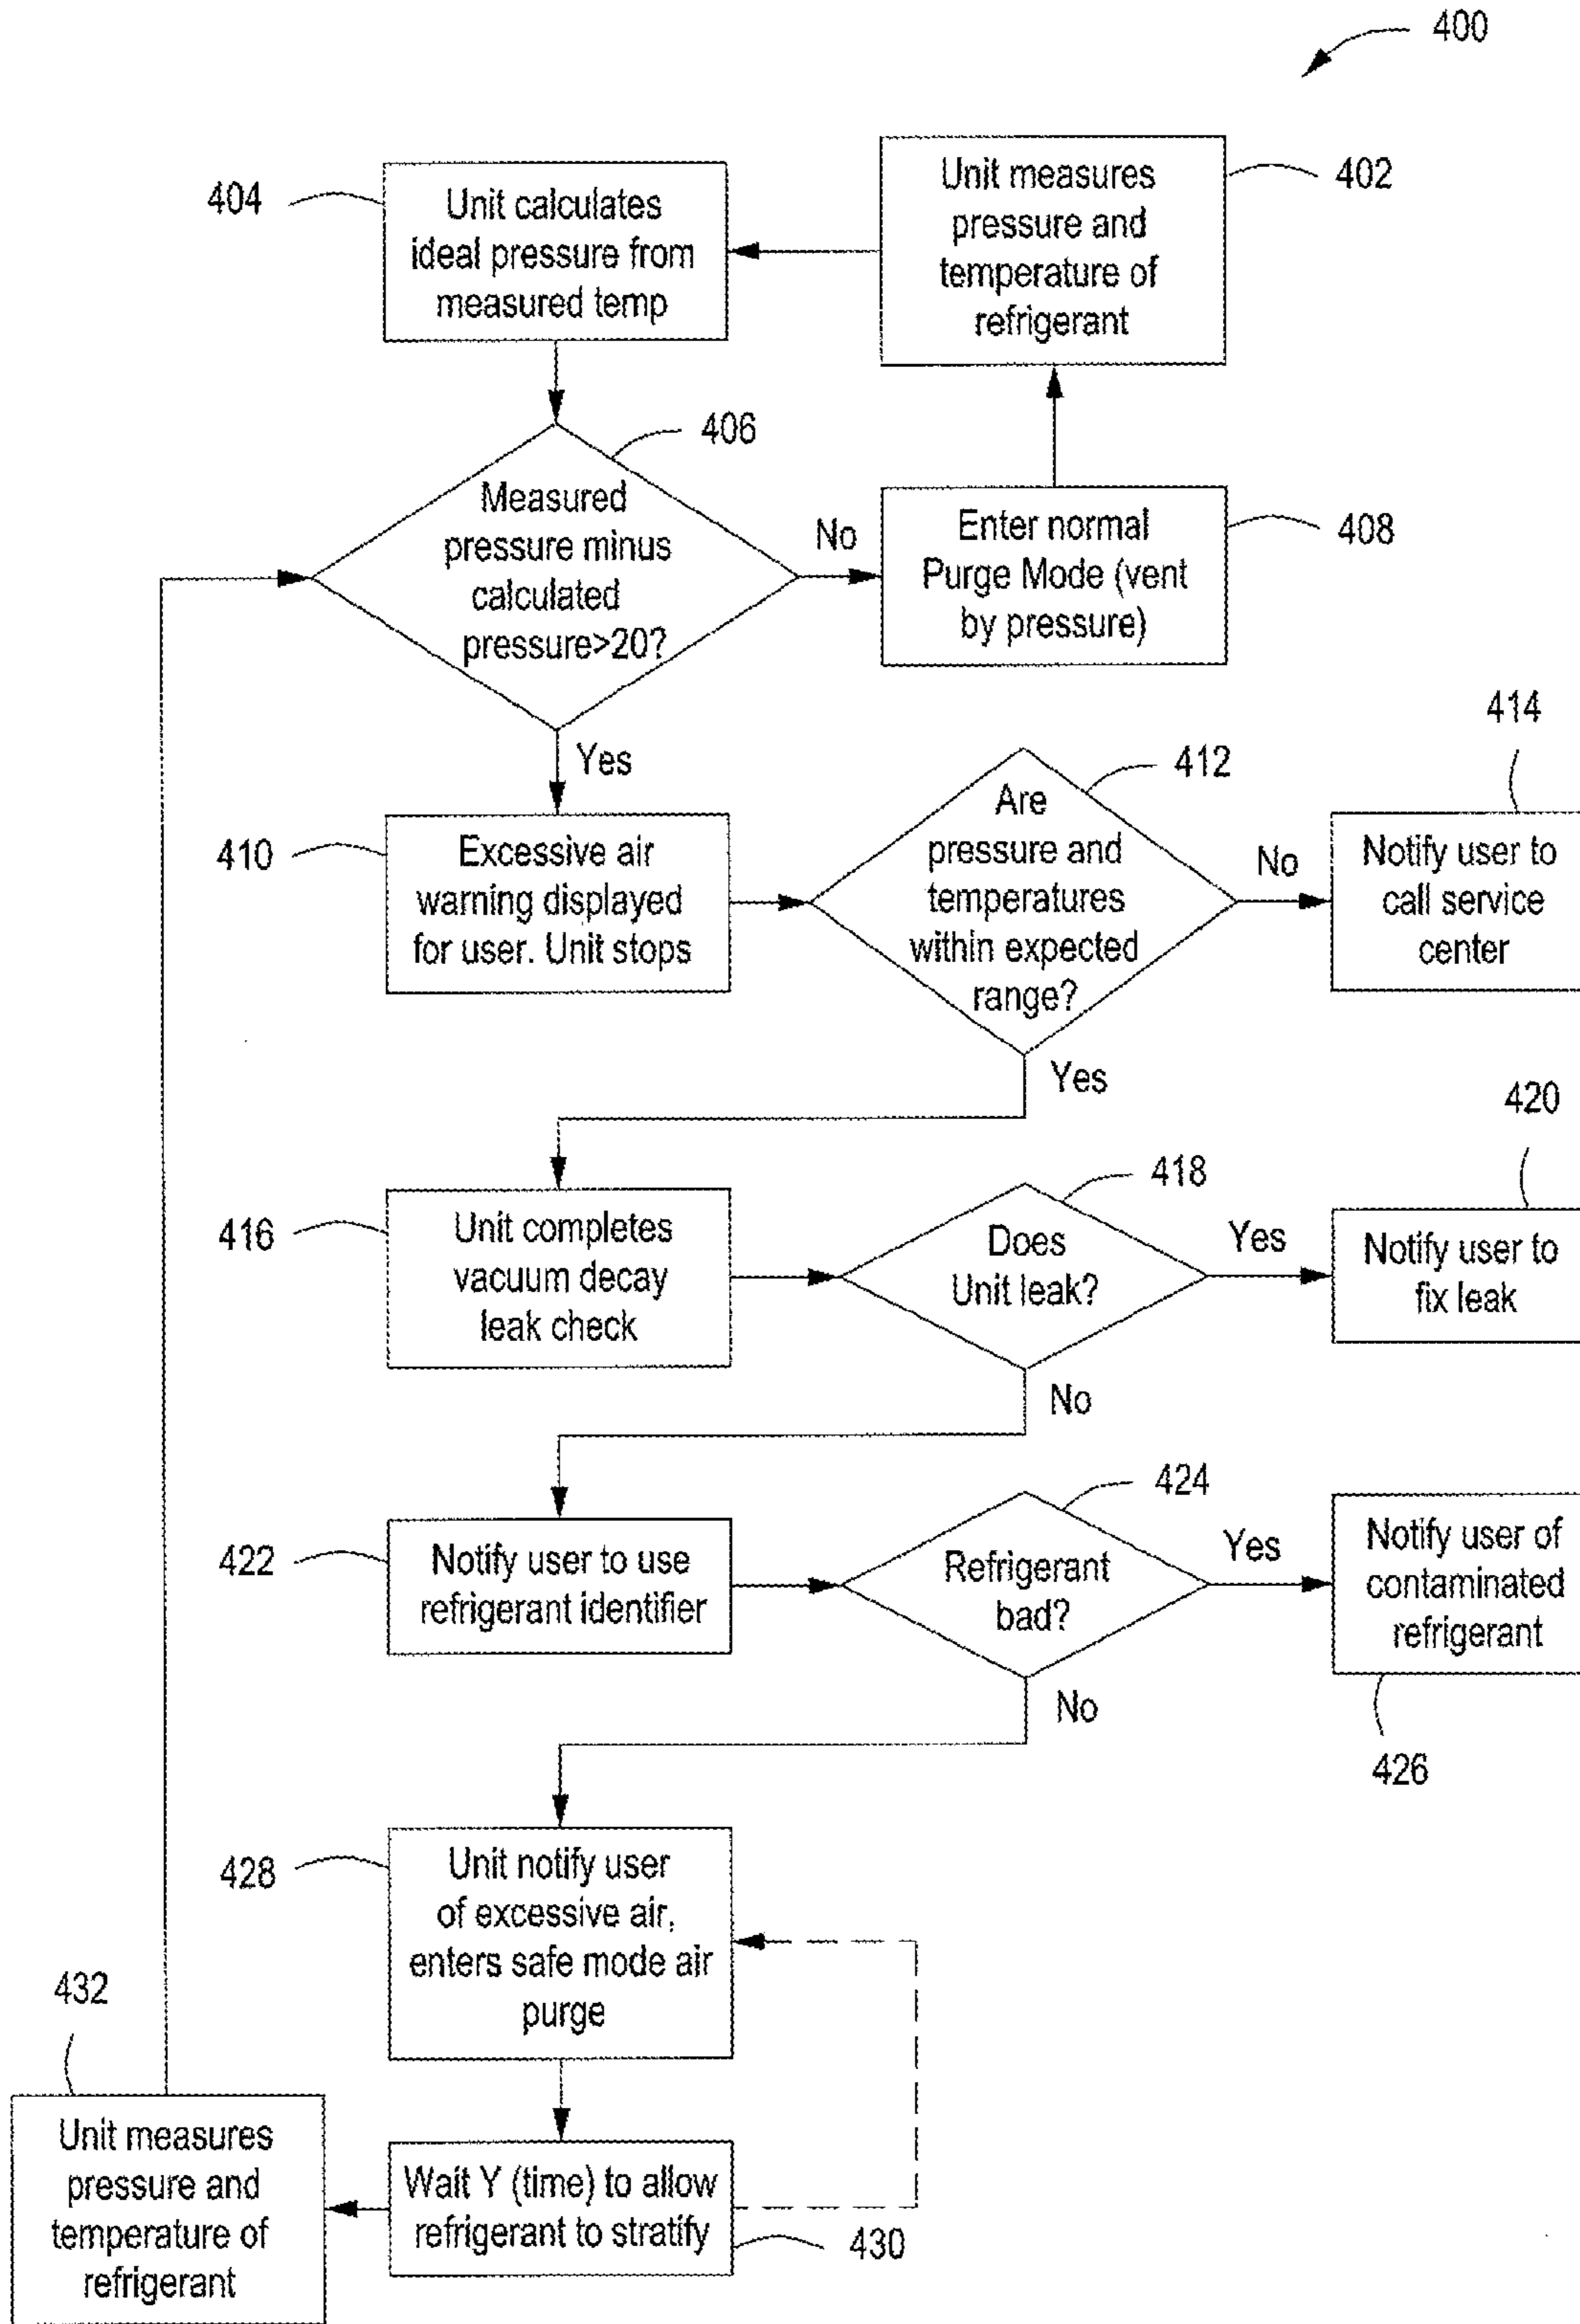 400
402
Unit measures
pressure and
temperature of
refrigerant
404
Unit calculates
ideal pressure from
measured temp
406
Measured
pressure minus
calculated
pressure>20?
No
408
Enter normal
Purge Mode (vent
by pressure)
Yes
410
Excessive air
warning displayed
for user. Unit stops
412
Are
pressure and
temperatures
within expected
range?
No
414
Notify user to
call service
center
Yes
416
Unit completes
vacuum decay
leak check
418
Does
Unit leak?
Yes
420
Notify user to
fix leak
No
422
Notify user to use
refrigerant identifier
424
Refrigerant
bad?
Yes
Notify user of
contaminated
refrigerant
426
No
428
Unit notify user
of excessive air,
enters safe mode air
purge
Wait Y (time) to allow
refrigerant to stratify
430
432
Unit measures
pressure and
temperature of
refrigerant